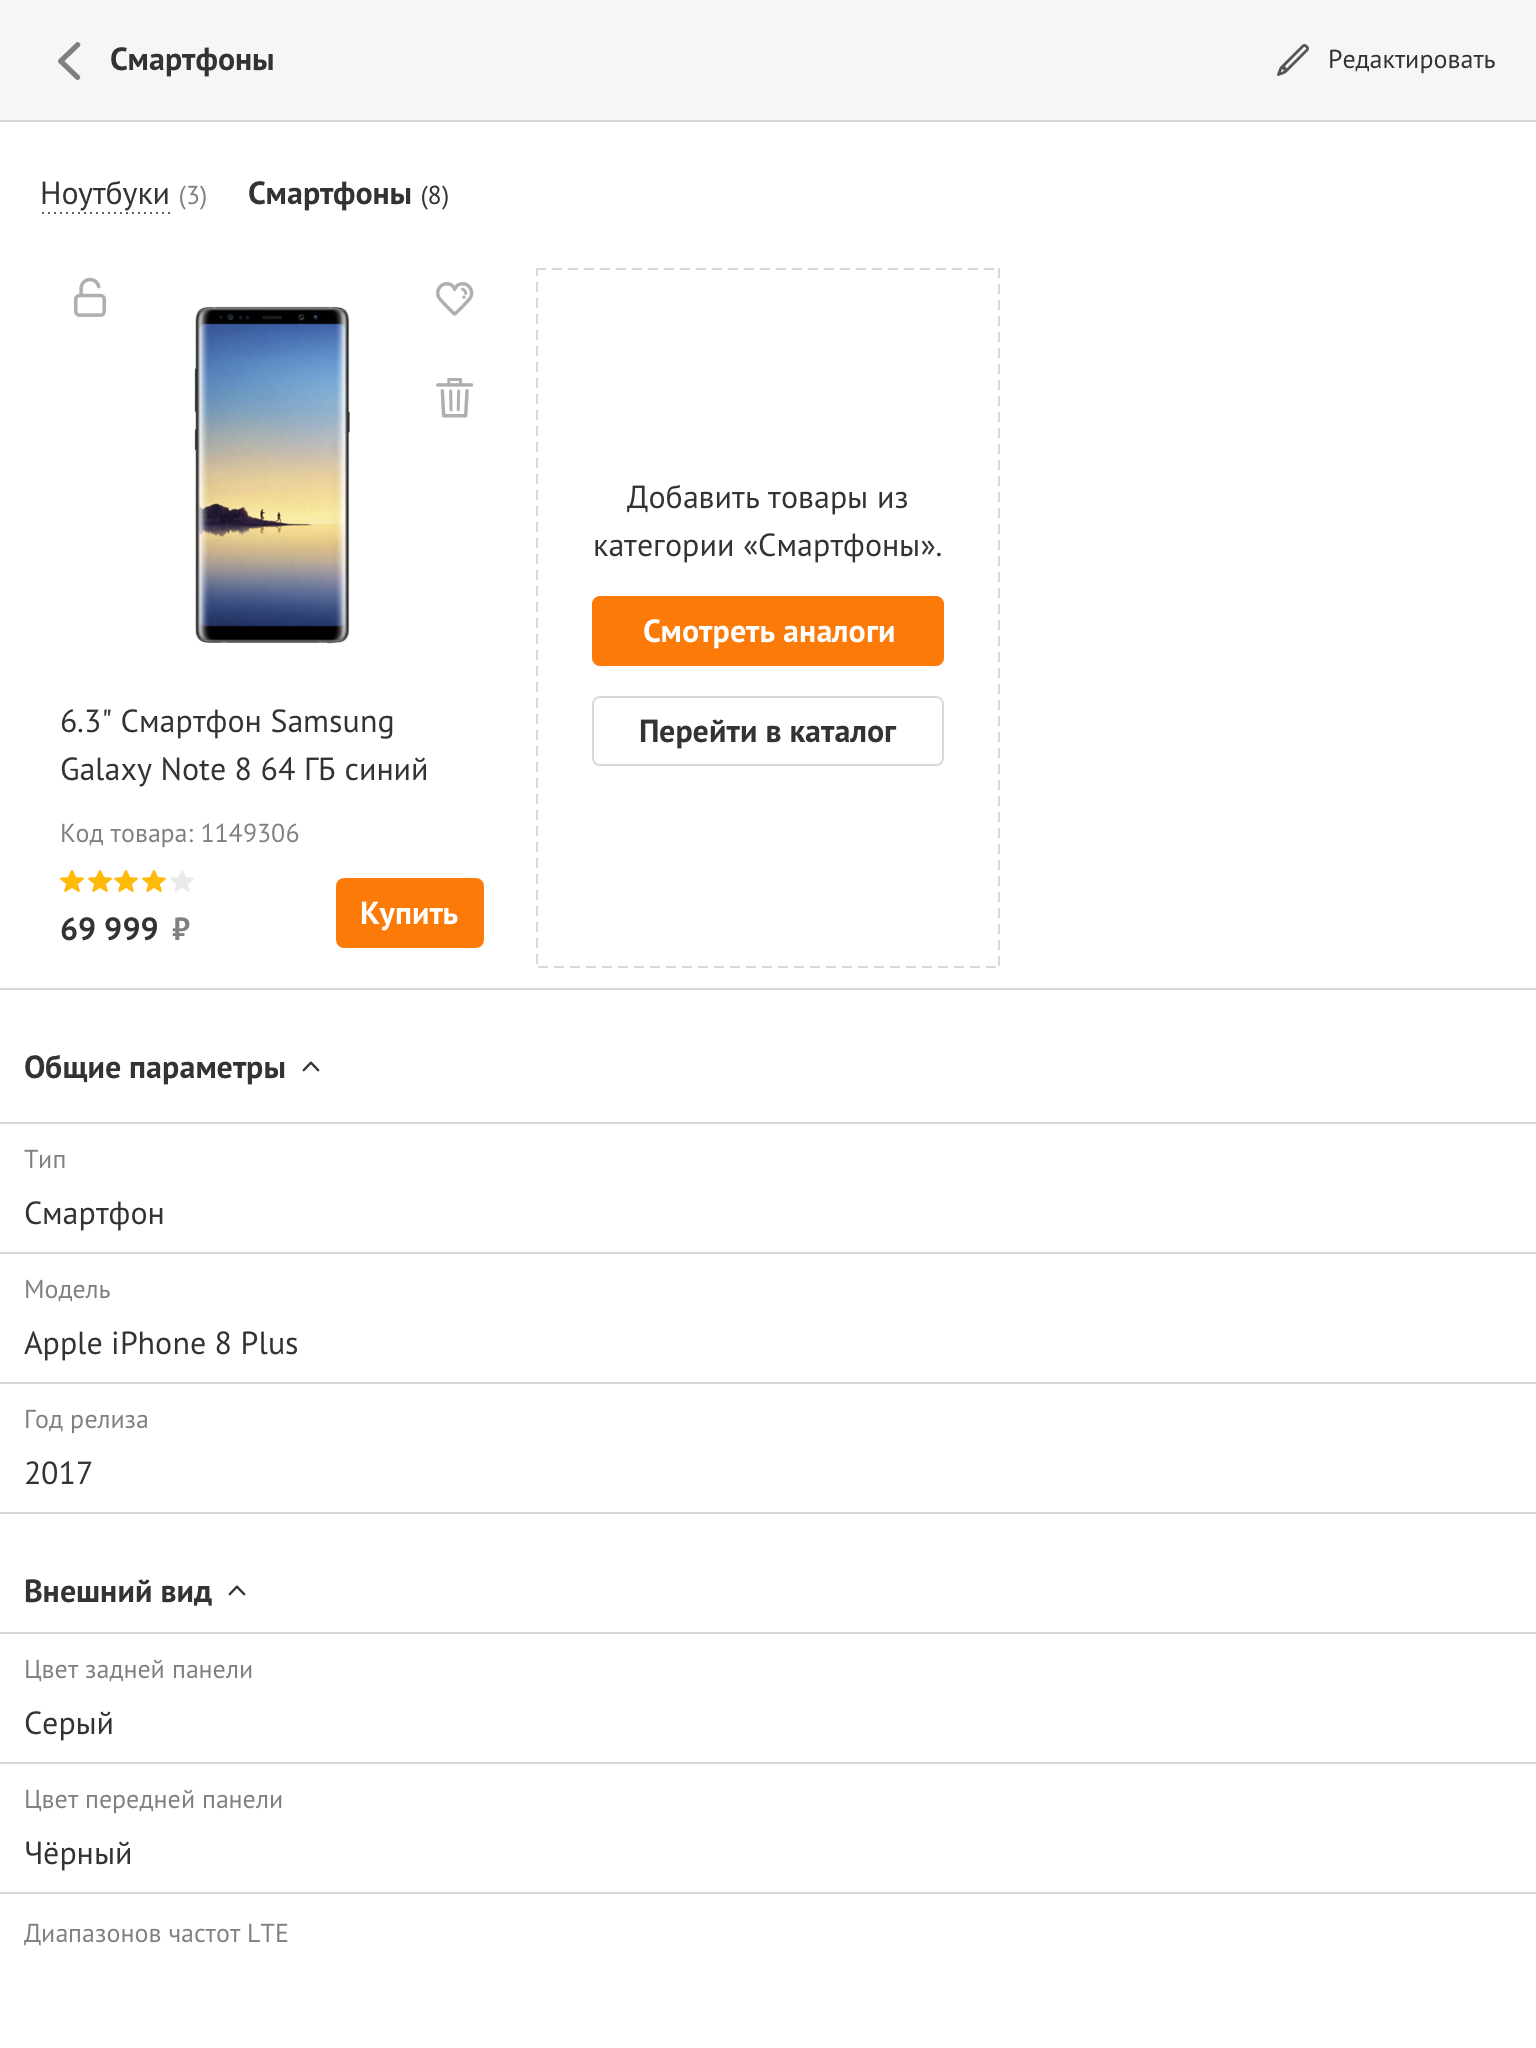 Смартфоны
Редактировать
Ноутбуки (3) Смартфоны (8)
Добавить товары из
категории «Смартфоны».
Смотреть аналоги
Перейти в каталог
6.3" Смартфон Samsung
Galaxy Note 8 64 ГБ синий
Код товара: 1149306
69 999 ₽
Купить
Общие параметры
Тип
Смартфон
Модель
Apple iPhone 8 Plus
Год релиза
2017
Внешний вид
Цвет задней панели
Серый
Цвет передней панели
Чёрный
Диапазонов частот LTE